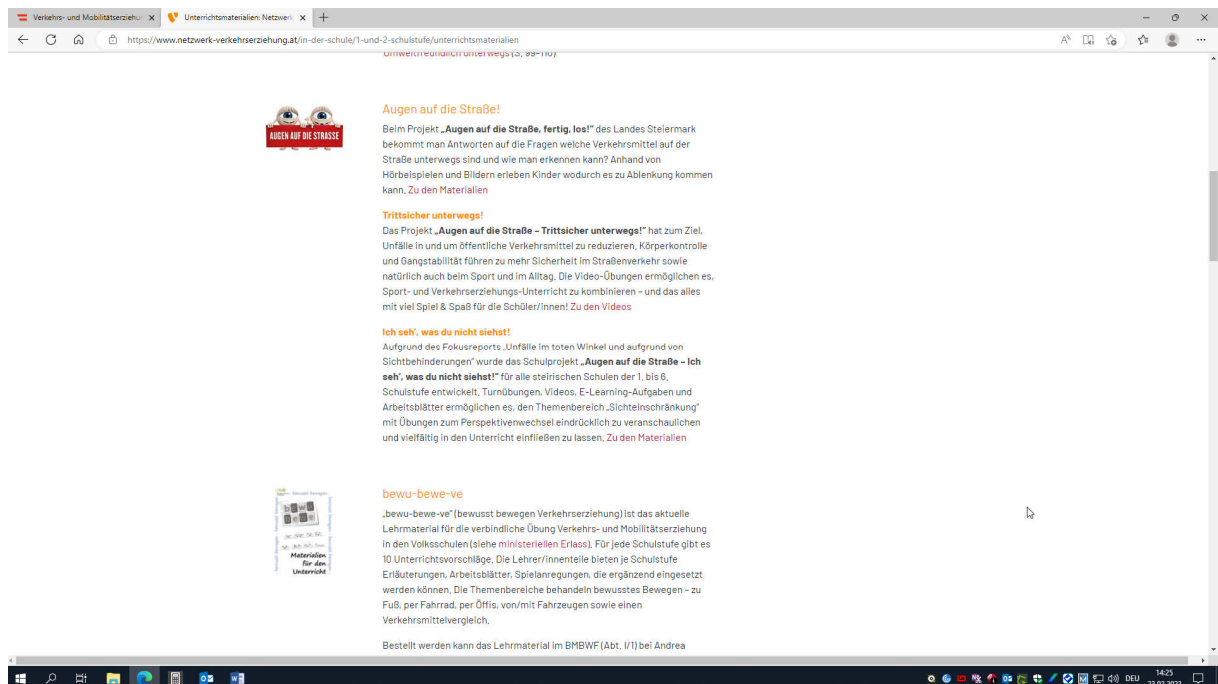 Verkehrs- und Mobilitätserziehun
Unterrichtsmaterialien: Netzwerk
https://www.netzwerk-verkehrserziehung.at/in-der-schule/1-und-2-schulstufe/unterrichtsmaterialien
Umweltfreundlich unterwegs (S. 99–110)
AUGEN AUF DIE STRASSE
Augen auf die Straße!
Beim Projekt „Augen auf die Straße, fertig, los!" des Landes Steiermark
bekommt man Antworten auf die Fragen welche Verkehrsmittel auf der
Straße unterwegs sind und wie man erkennen kann? Anhand von
Hörbeispielen und Bildern erleben Kinder wodurch es zu Ablenkung kommen
kann. Zu den Materialien
Trittsicher unterwegs!
Das Projekt „Augen auf die Straße – Trittsicher unterwegs!" hat zum Ziel,
Unfälle in und um öffentliche Verkehrsmittel zu reduzieren. Körperkontrolle
und Gangstabilität führen zu mehr Sicherheit im Straßenverkehr sowie
natürlich auch beim Sport und im Alltag. Die Video-Übungen ermöglichen es,
Sport- und Verkehrserziehungs-Unterricht zu kombinieren – und das alles
mit viel Spiel & Spaß für die Schüler/innen! Zu den Videos
Ich seh', was du nicht siehst!
Aufgrund des Fokusreports „Unfälle im toten Winkel und aufgrund von
Sichtbehinderungen" wurde das Schulprojekt „Augen auf die Straße – Ich
seh', was du nicht siehst!" für alle steirischen Schulen der 1. bis 6.
Schulstufe entwickelt. Turnübungen, Videos, E-Learning-Aufgaben und
Arbeitsblätter ermöglichen es, den Themenbereich „Sichteinschränkung"
mit Übungen zum Perspektivenwechsel eindrücklich zu veranschaulichen
und vielfältig in den Unterricht einfließen zu lassen. Zu den Materialien
Materialien
für den
Unterricht
bewu-bewe-ve
„bewu-bewe-ve" (bewusst bewegen Verkehrserziehung) ist das aktuelle
Lehrmaterial für die verbindliche Übung Verkehrs- und Mobilitätserziehung
in den Volksschulen (siehe ministeriellen Erlass). Für jede Schulstufe gibt es
10 Unterrichtsvorschläge. Die Lehrer/innenteile bieten je Schulstufe
Erläuterungen, Arbeitsblätter, Spielanregungen, die ergänzend eingesetzt
werden können. Die Themenbereiche behandeln bewusstes Bewegen – zu
Fuß, per Fahrrad, per Öffis, von/mit Fahrzeugen sowie einen
Verkehrsmittelvergleich.
Bestellt werden kann das Lehrmaterial im BMBWF (Abt. I/1) bei Andrea
DEU
14:25
23.02.2023